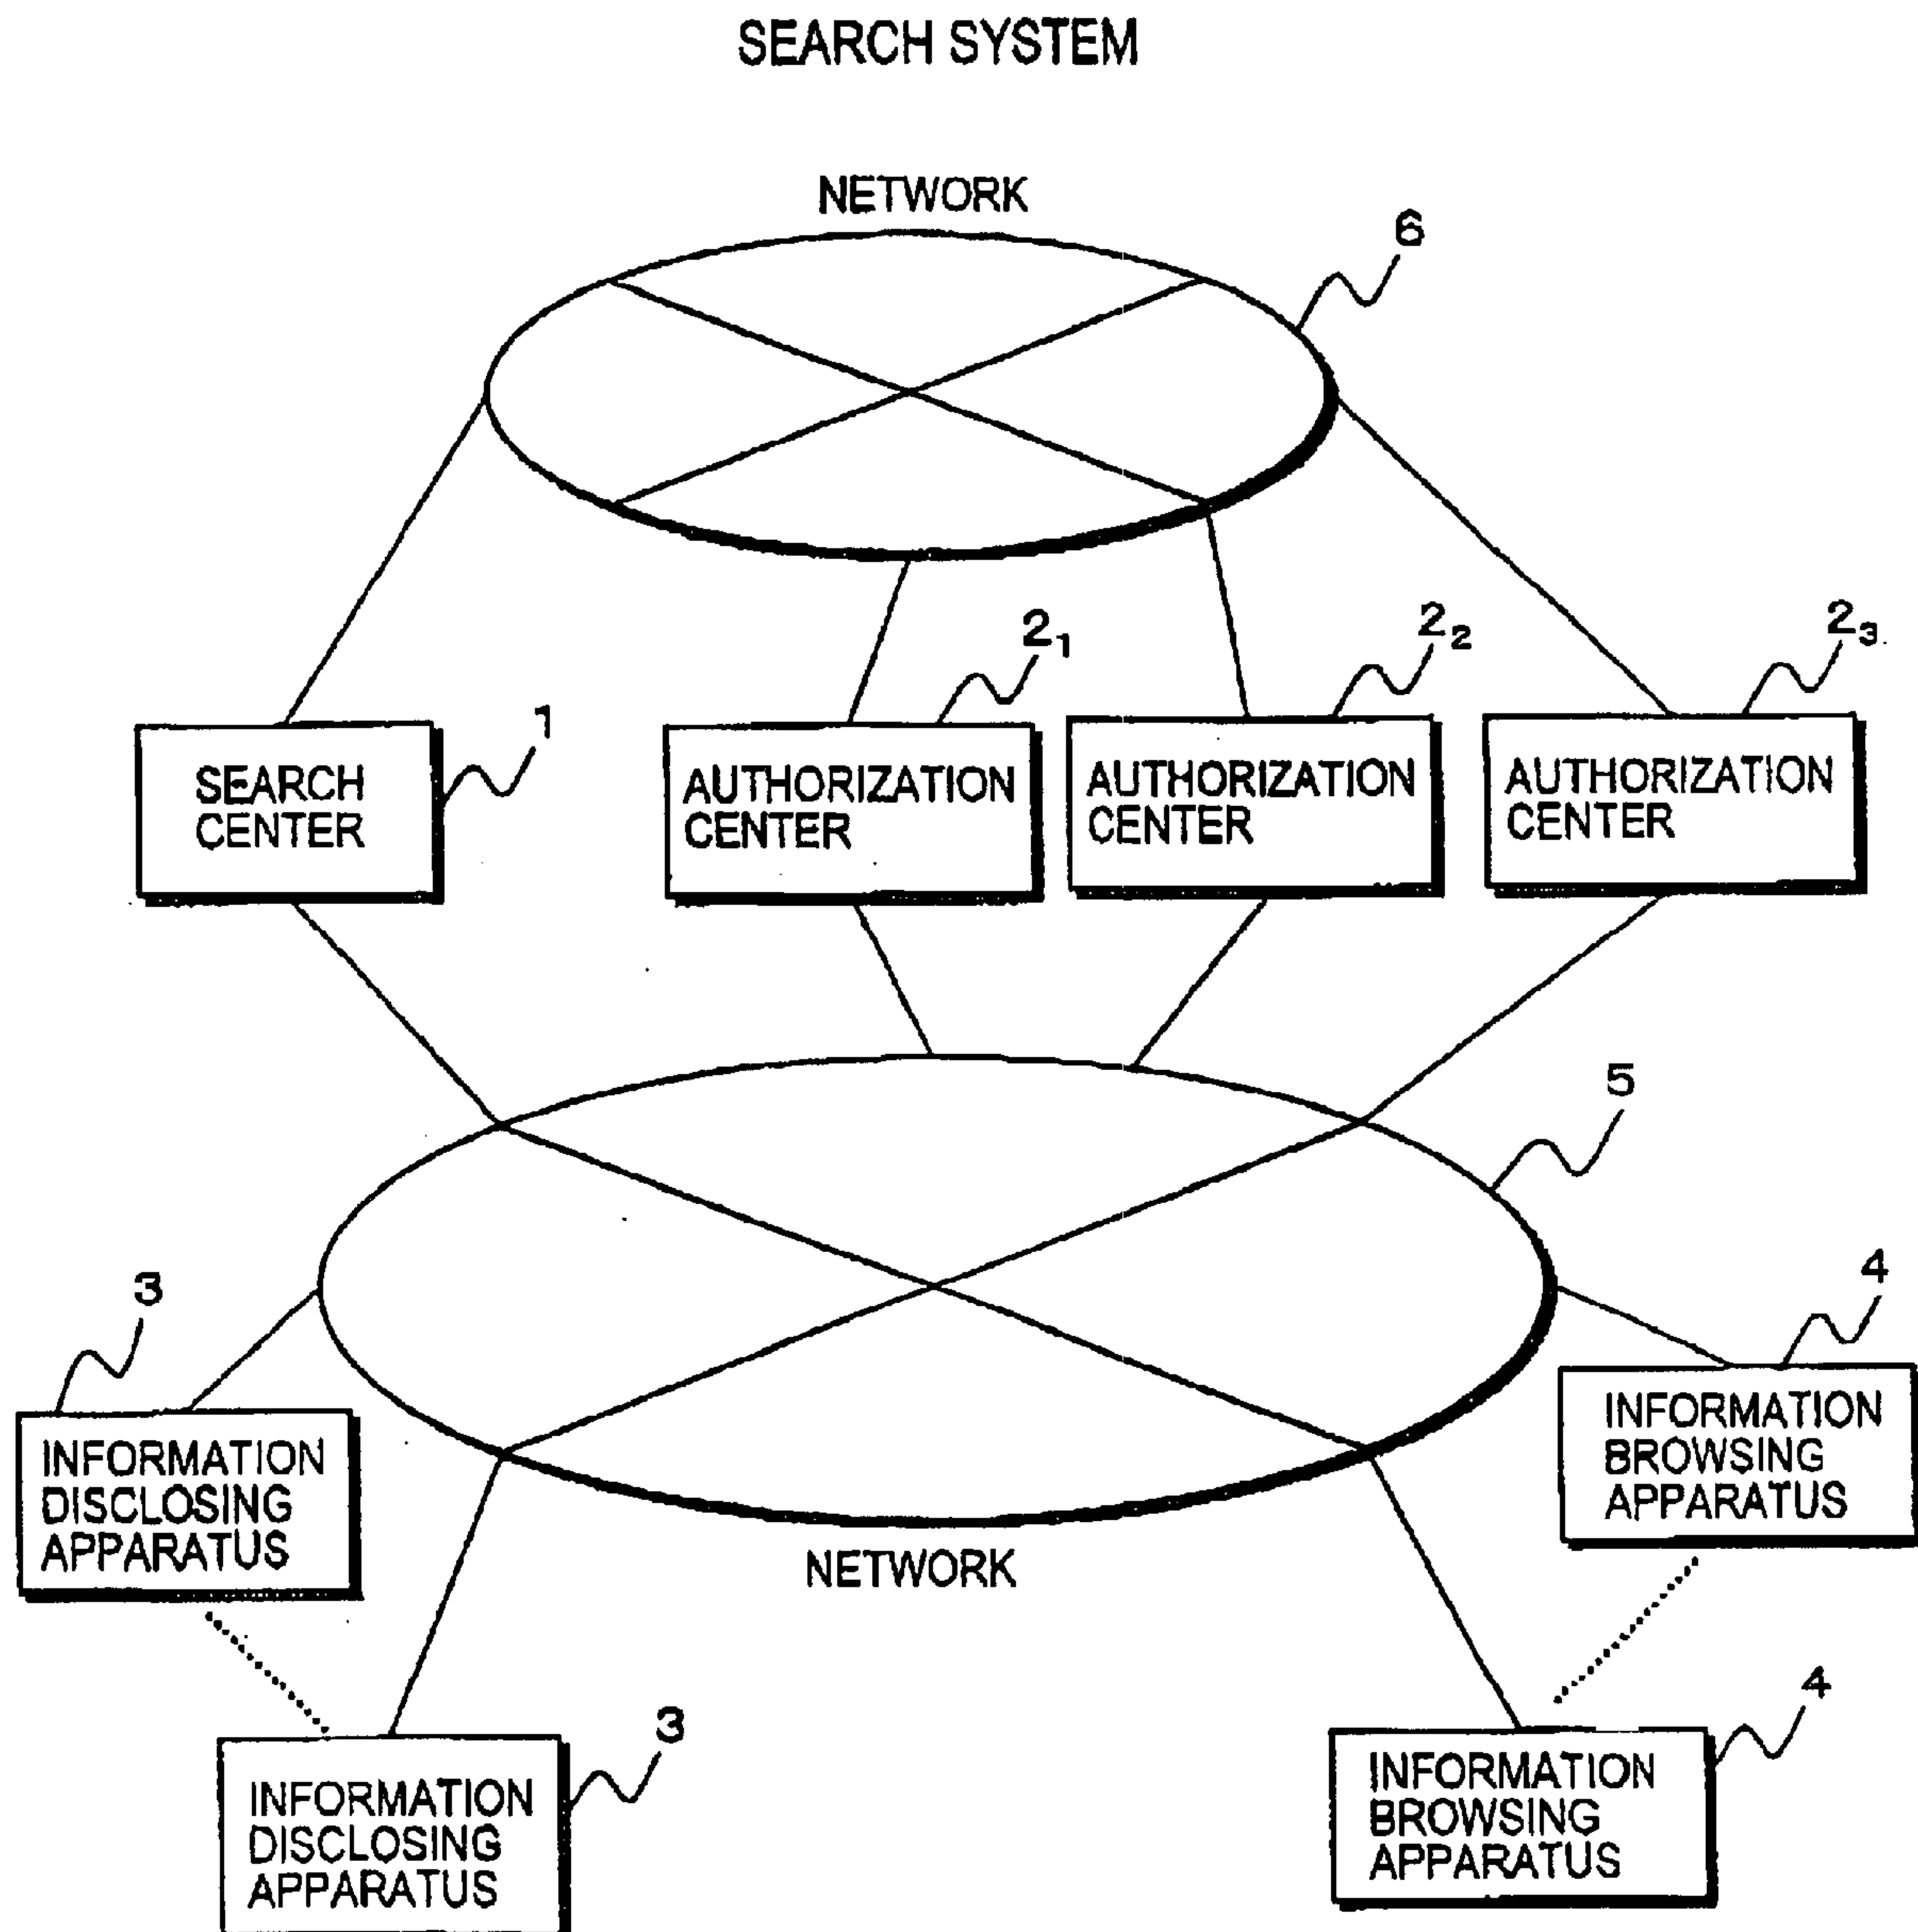 SEARCH SYSTEM
NETWORK
6
2₁
2₂
2₃
1
SEARCH
CENTER
AUTHORIZATION
CENTER
AUTHORIZATION
CENTER
AUTHORIZATION
CENTER
5
3
4
INFORMATION
DISCLOSING
APPARATUS
INFORMATION
BROWSING
APPARATUS
NETWORK
3
4
INFORMATION
DISCLOSING
APPARATUS
INFORMATION
BROWSING
APPARATUS